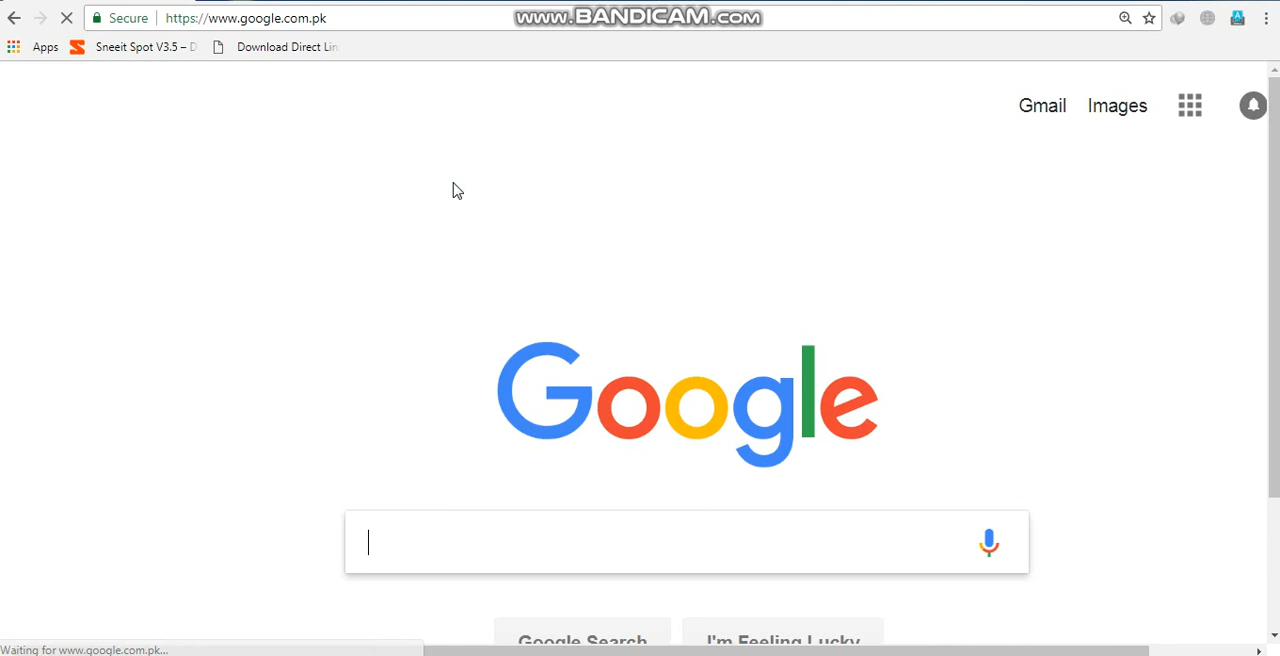 Secure https://www.google.com.pk
www.BANDICAM.com
Apps Sneeit Spot V3.5 – D Download Direct Lin
Gmail Images
Google
Google Search I'm Feeling Lucky
Waiting for www.google.com.pk...